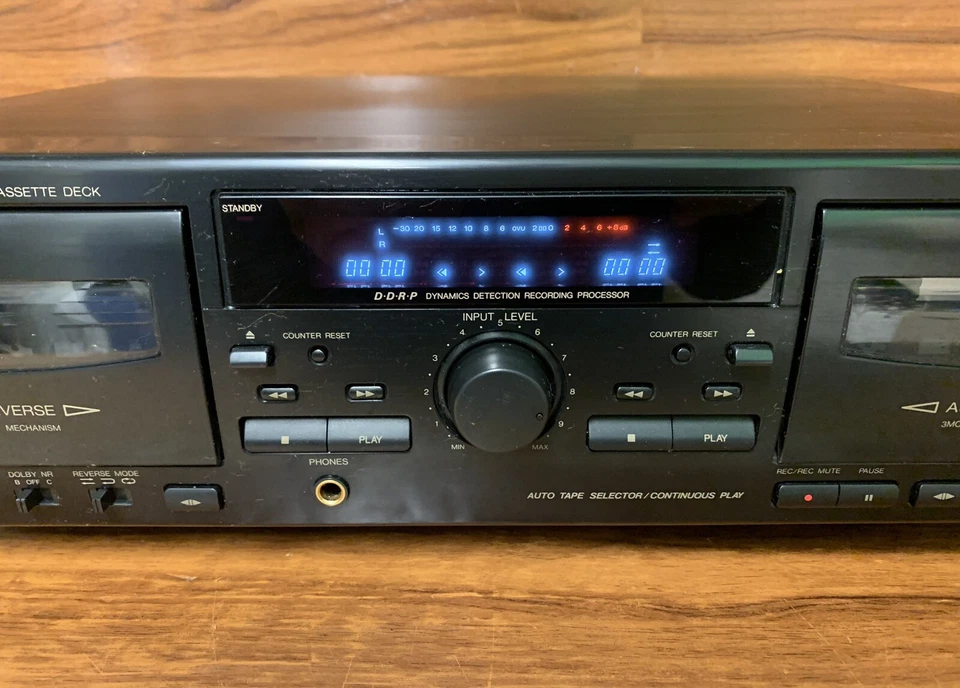 ASSETTE DECK
STANDBY
L -30 20 15 12 10 8 6 0VU 2 0 2 4 6 +8dB
R
00 00 00 00
D·D·R·P DYNAMICS DETECTION RECORDING PROCESSOR
INPUT LEVEL
COUNTER RESET
COUNTER RESET
MIN 1 2 3 4 5 6 7 8 9 MAX
VERSE
MECHANISM
A
3MO
PLAY
PLAY
PHONES
DOLBY NR
B OFF C
REVERSE MODE
AUTO TAPE SELECTOR/CONTINUOUS PLAY
REC/REC MUTE
PAUSE